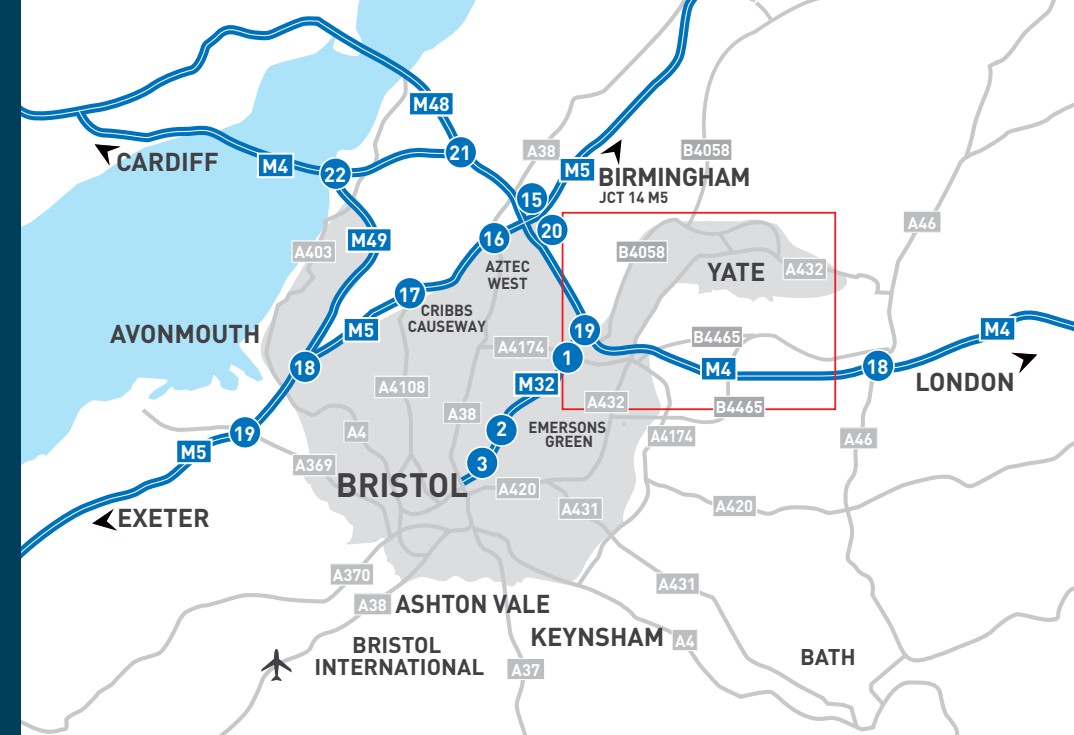 M48
21
A38
M5
B4058
CARDIFF
M4
22
BIRMINGHAM
JCT 14 M5
15
20
16
A46
M49
A403
B4058
YATE
A432
AZTEC
WEST
17
CRIBBS
CAUSEWAY
M5
AVONMOUTH
19
1
A4174
B4465
M4
18
M4
LONDON
18
A4108
M32
A432
B4465
A38
2
EMERSONS
GREEN
19
A4
A4174
A46
M5
A369
3
BRISTOL
A420
A431
A420
EXETER
A370
A431
A38
ASHTON VALE
KEYNSHAM
A4
BRISTOL
INTERNATIONAL
A37
BATH